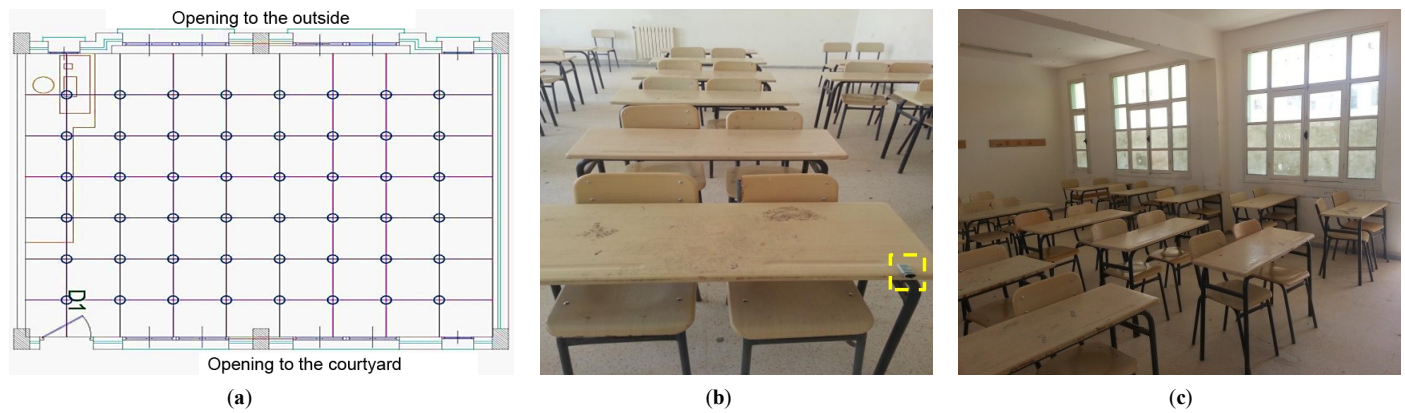 Opening to the outside
D1
Opening to the courtyard
(a)
(b)
(c)